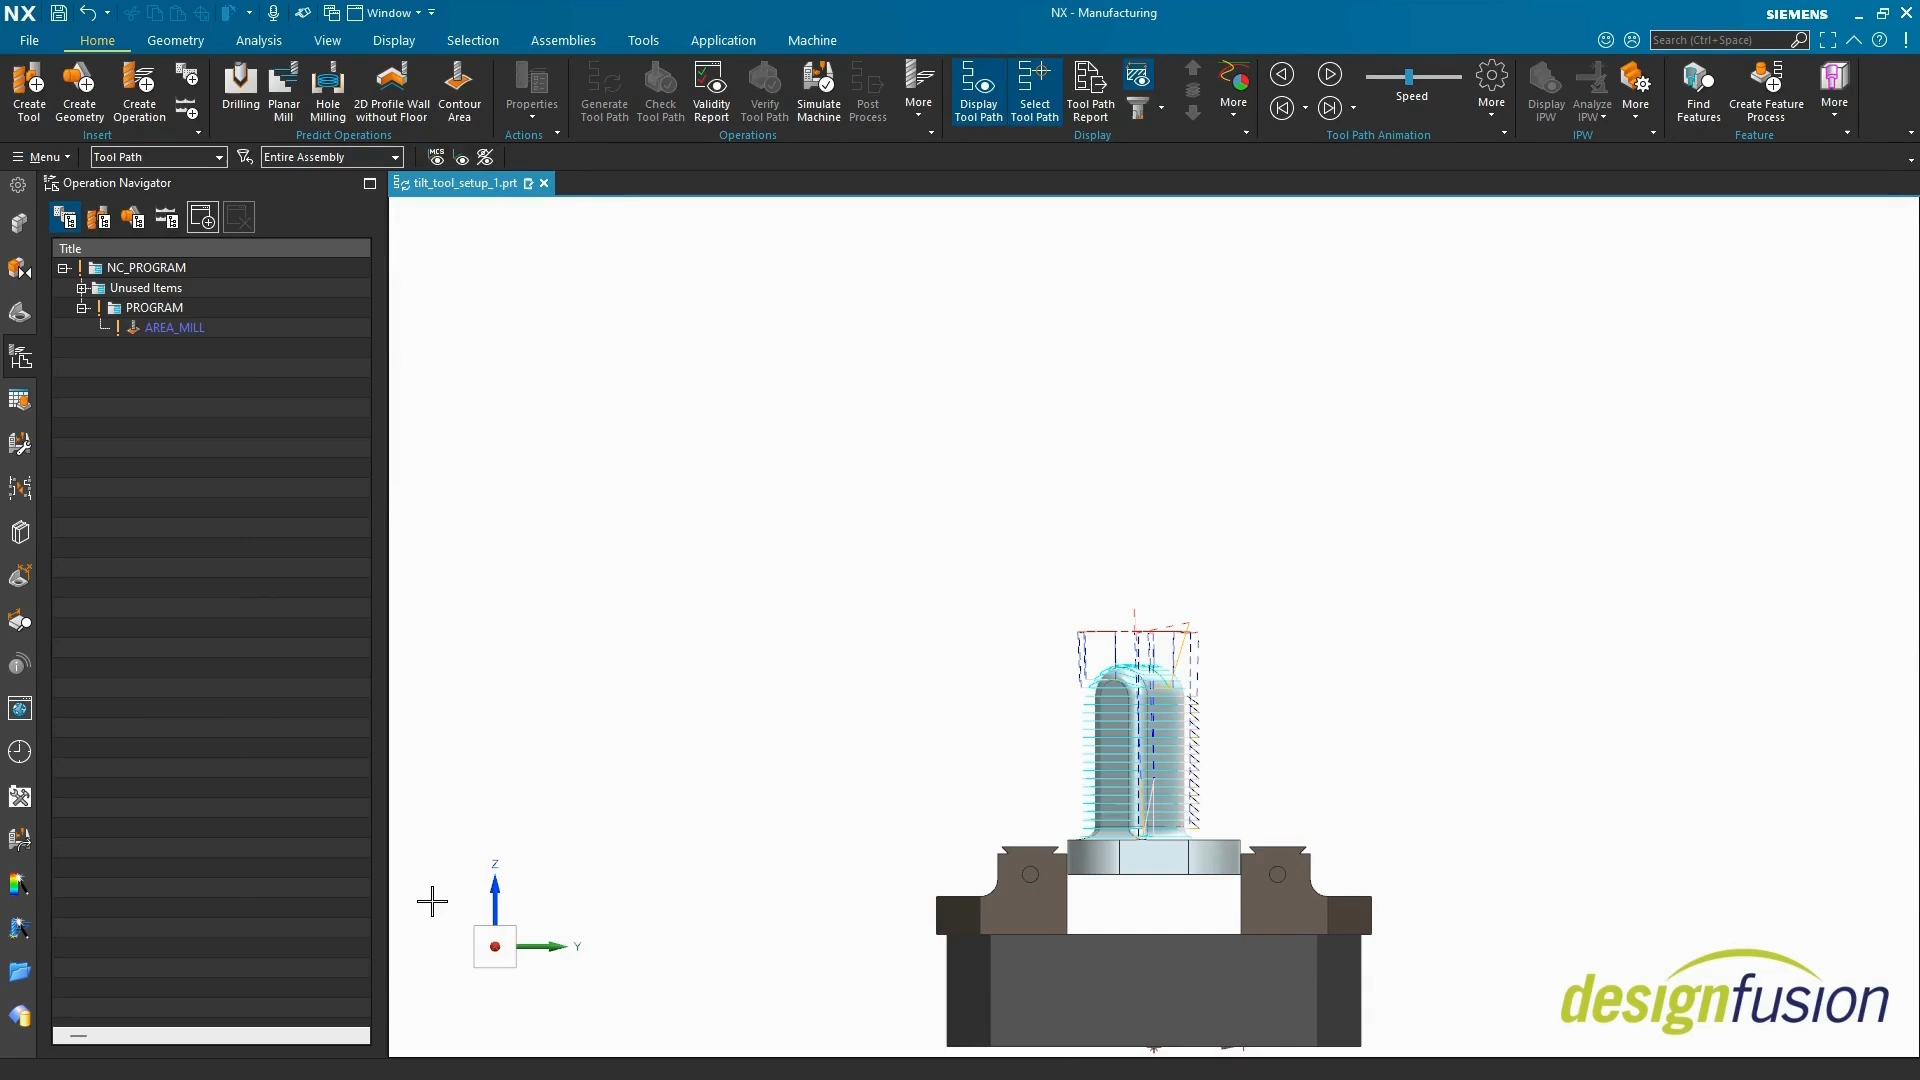 NX
Window
NX - Manufacturing
SIEMENS
File
Home
Geometry
Analysis
View
Display
Selection
Assemblies
Tools
Application
Machine
Search (Ctrl+Space)
Create Tool
Create Geometry
Create Operation
Insert
Drilling
Planar Mill
Hole Milling
2D Profile Wall without Floor
Contour Area
Predict Operations
Properties
Actions
Generate Tool Path
Check Tool Path
Validity Report
Verify Tool Path
Simulate Machine
Post Process
More
Operations
Display Tool Path
Select Tool Path
Tool Path Report
More
Display
Speed
More
Tool Path Animation
Display IPW
Analyze IPW
More
IPW
Find Features
Create Feature Process
More
Feature
Menu
Tool Path
Entire Assembly
MCS
Operation Navigator
tilt_tool_setup_1.prt
Title
NC_PROGRAM
Unused Items
PROGRAM
AREA_MILL
Z
Y
designfusion